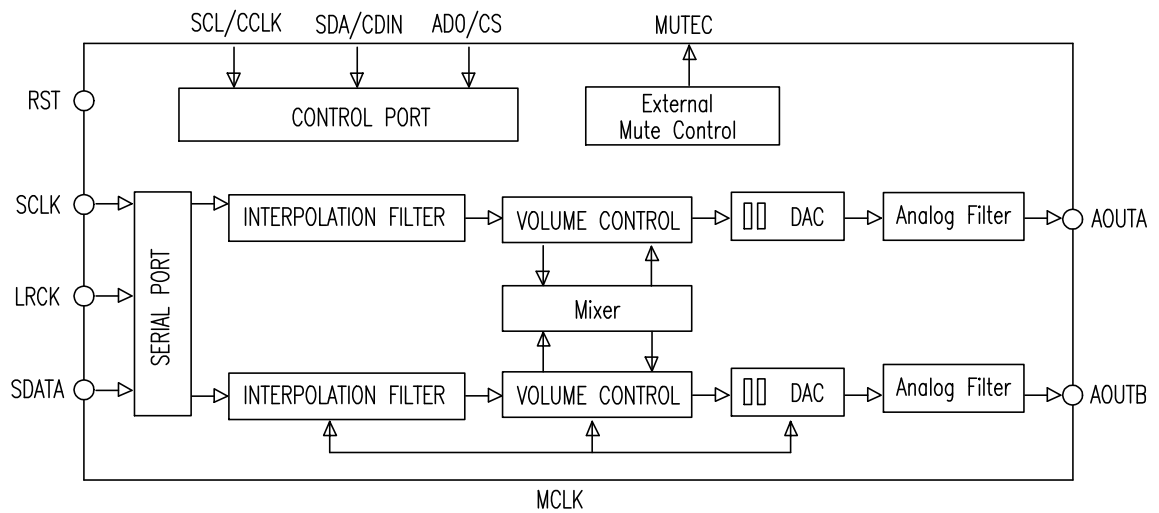 SCL/CCLK SDA/CDIN ADO/CS MUTEC
RST
CONTROL PORT
External
Mute Control
SCLK
SERIAL PORT
INTERPOLATION FILTER
VOLUME CONTROL
DAC
Analog Filter
AOUTA
LRCK
Mixer
SDATA
INTERPOLATION FILTER
VOLUME CONTROL
DAC
Analog Filter
AOUTB
MCLK